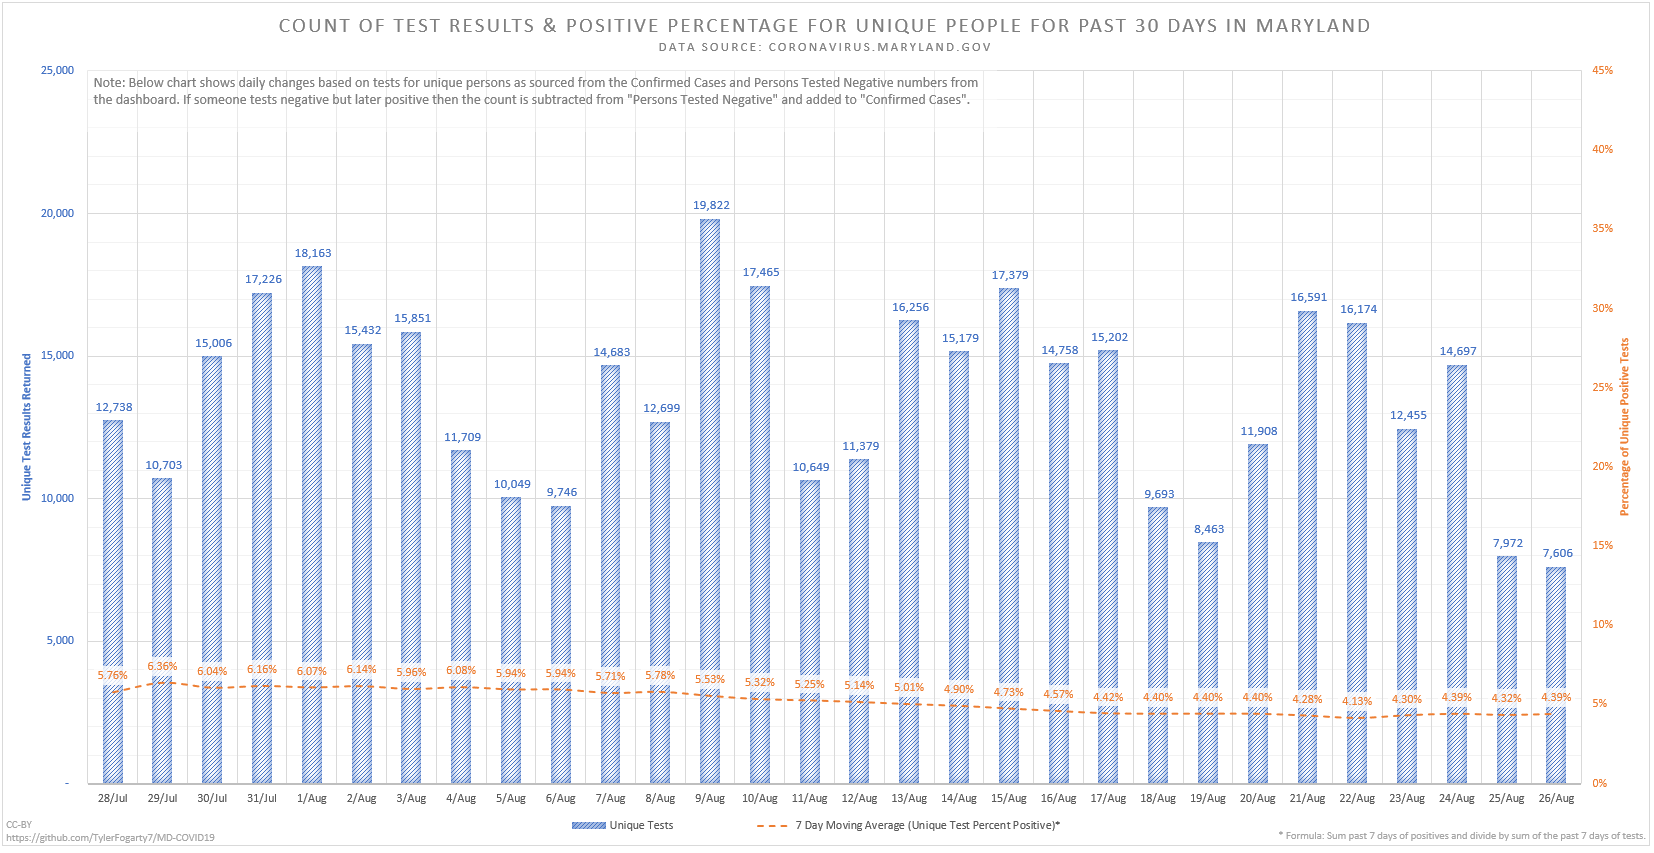 COUNT OF TEST RESULTS & POSITIVE PERCENTAGE FOR UNIQUE PEOPLE FOR PAST 30 DAYS IN MARYLAND
DATA SOURCE: CORONAVIRUS.MARYLAND.GOV
Note: Below chart shows daily changes based on tests for unique persons as sourced from the Confirmed Cases and Persons Tested Negative numbers from
the dashboard. If someone tests negative but later positive then the count is subtracted from "Persons Tested Negative" and added to "Confirmed Cases".
Unique Test Results Returned
25,000
20,000
15,000
10,000
5,000
-
12,738 10,703 15,006 17,226 18,163 15,432 15,851 11,709 10,049 9,746 14,683 12,699 19,822 17,465 10,649 11,379 16,256 15,179 17,379 14,758 15,202 9,693 8,463 11,908 16,591 16,174 12,455 14,697 7,972 7,606
5.76% 6.36% 6.04% 6.16% 6.07% 6.14% 5.96% 6.08% 5.94% 5.94% 5.71% 5.78% 5.53% 5.32% 5.25% 5.14% 5.01% 4.90% 4.73% 4.57% 4.42% 4.40% 4.40% 4.40% 4.28% 4.13% 4.30% 4.39% 4.32% 4.39%
45%
40%
35%
30%
25%
20%
15%
10%
5%
0%
Percentage of Unique Positive Tests
28/Jul 29/Jul 30/Jul 31/Jul 1/Aug 2/Aug 3/Aug 4/Aug 5/Aug 6/Aug 7/Aug 8/Aug 9/Aug 10/Aug 11/Aug 12/Aug 13/Aug 14/Aug 15/Aug 16/Aug 17/Aug 18/Aug 19/Aug 20/Aug 21/Aug 22/Aug 23/Aug 24/Aug 25/Aug 26/Aug
Unique Tests 7 Day Moving Average (Unique Test Percent Positive)*
CC-BY
https://github.com/TylerFogarty7/MD-COVID19
* Formula: Sum past 7 days of positives and divide by sum of the past 7 days of tests.